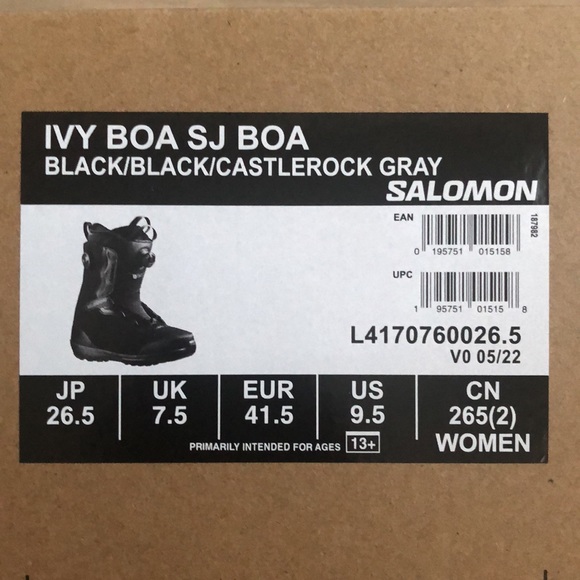 IVY BOA SJ BOA
BLACK/BLACK/CASTLEROCK GRAY
SALOMON
EAN
0 195751 015158
187982
UPC
1 95751 01515 8
L4170760026.5
V0 05/22
JP UK EUR US CN
26.5 7.5 41.5 9.5 265(2)
PRIMARILY INTENDED FOR AGES 13+ WOMEN